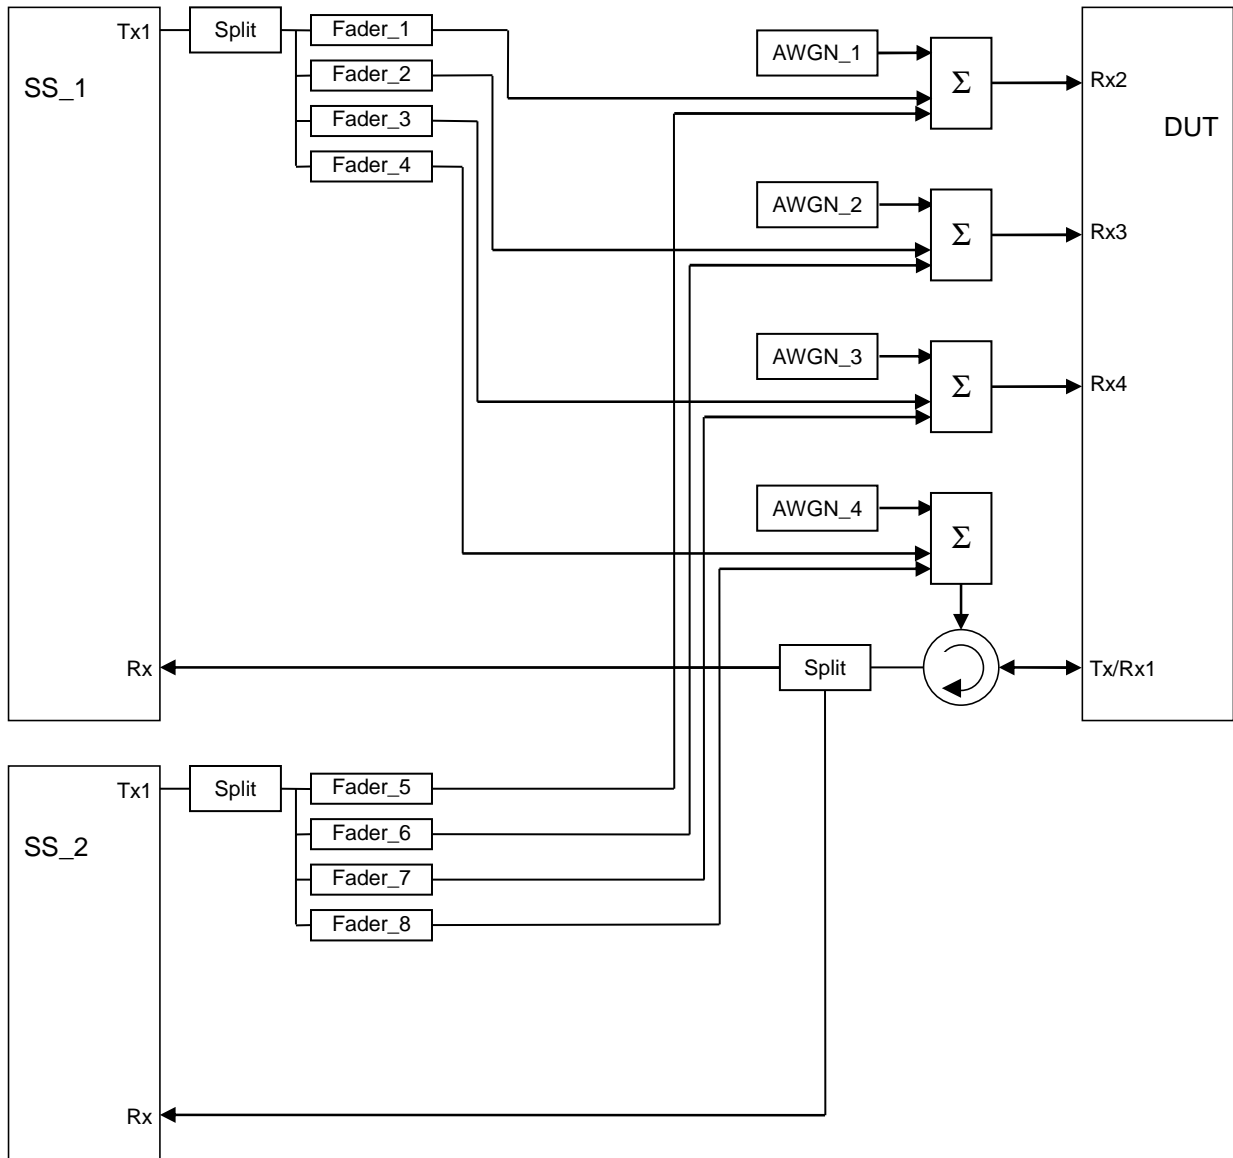 SS_1
Tx1
Split
Fader_1
Fader_2
Fader_3
Fader_4
AWGN_1
Σ
Rx2
DUT
AWGN_2
Σ
Rx3
AWGN_3
Σ
Rx4
AWGN_4
Σ
Rx
Split
Tx/Rx1
SS_2
Tx1
Split
Fader_5
Fader_6
Fader_7
Fader_8
Rx